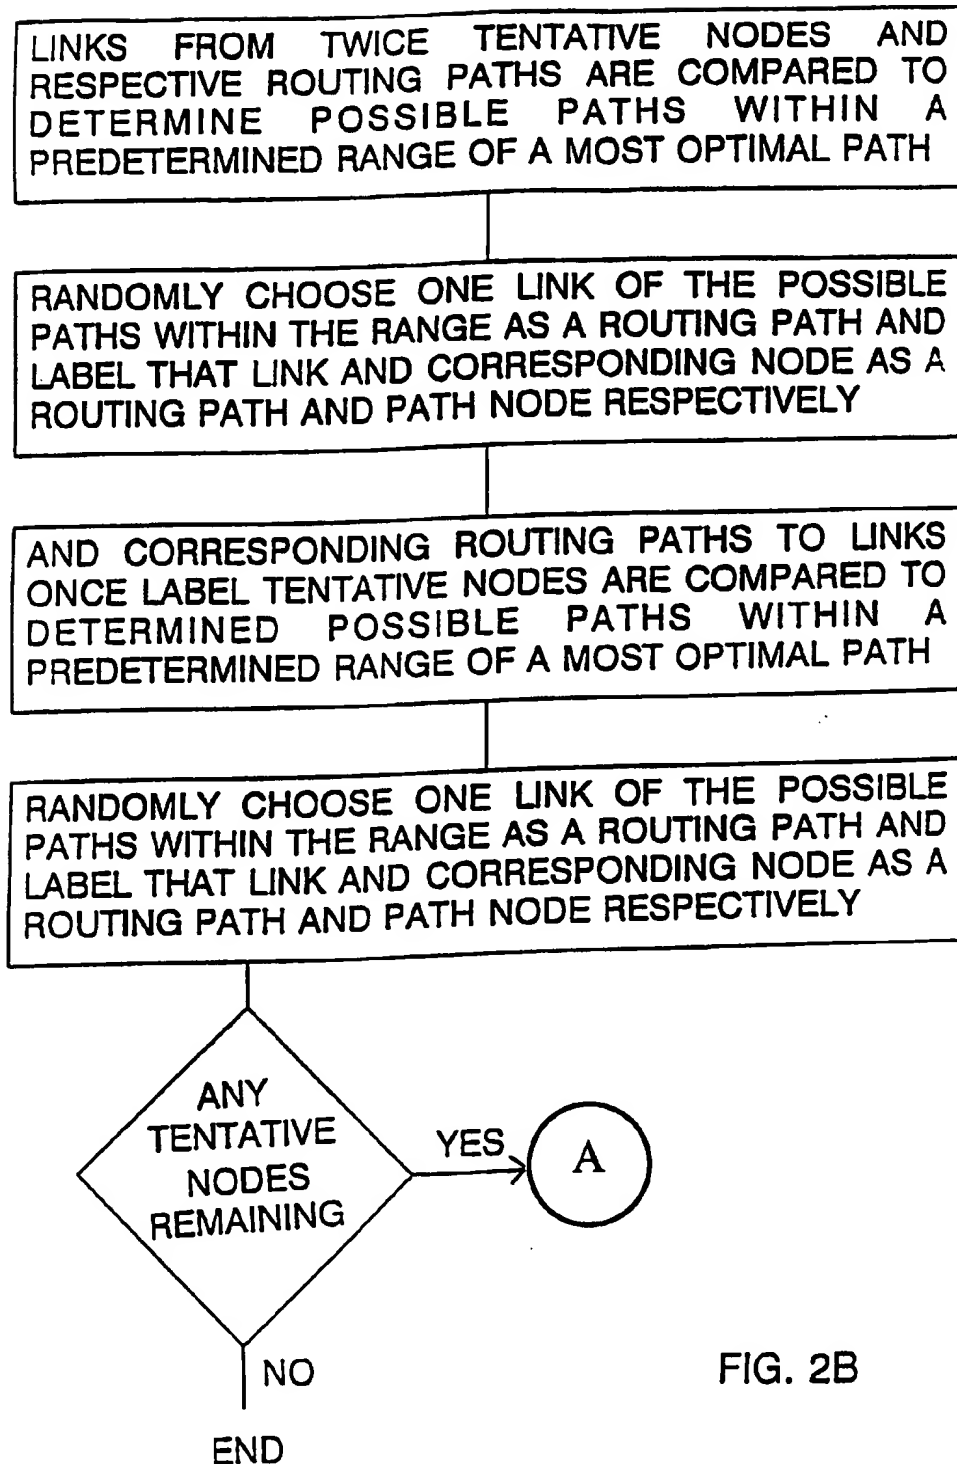 LINKS FROM TWICE TENTATIVE NODES AND
RESPECTIVE ROUTING PATHS ARE COMPARED TO
DETERMINE POSSIBLE PATHS WITHIN A
PREDETERMINED RANGE OF A MOST OPTIMAL PATH
RANDOMLY CHOOSE ONE LINK OF THE POSSIBLE
PATHS WITHIN THE RANGE AS A ROUTING PATH AND
LABEL THAT LINK AND CORRESPONDING NODE AS A
ROUTING PATH AND PATH NODE RESPECTIVELY
AND CORRESPONDING ROUTING PATHS TO LINKS
ONCE LABEL TENTATIVE NODES ARE COMPARED TO
DETERMINED POSSIBLE PATHS WITHIN A
PREDETERMINED RANGE OF A MOST OPTIMAL PATH
RANDOMLY CHOOSE ONE LINK OF THE POSSIBLE
PATHS WITHIN THE RANGE AS A ROUTING PATH AND
LABEL THAT LINK AND CORRESPONDING NODE AS A
ROUTING PATH AND PATH NODE RESPECTIVELY
ANY
TENTATIVE
NODES
REMAINING
YES
A
NO
END
FIG. 2B